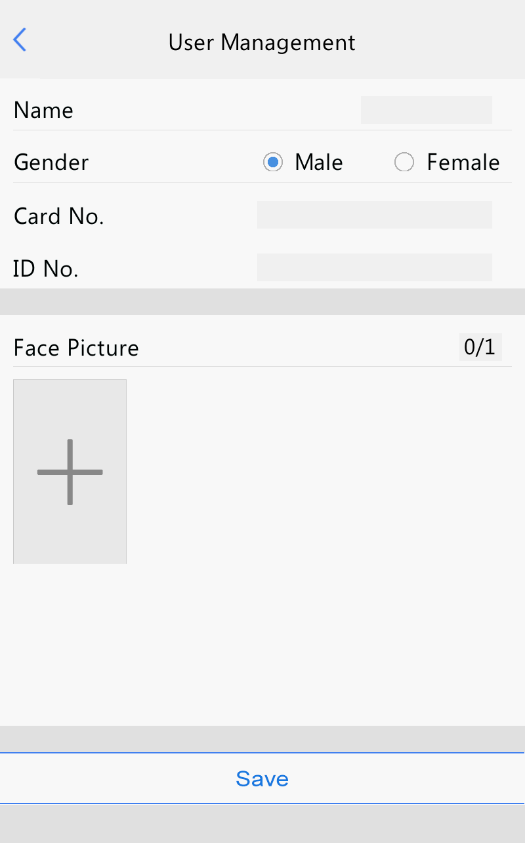 User Management
Name
Gender Male Female
Card No.
ID No.
Face Picture 0/1
Save